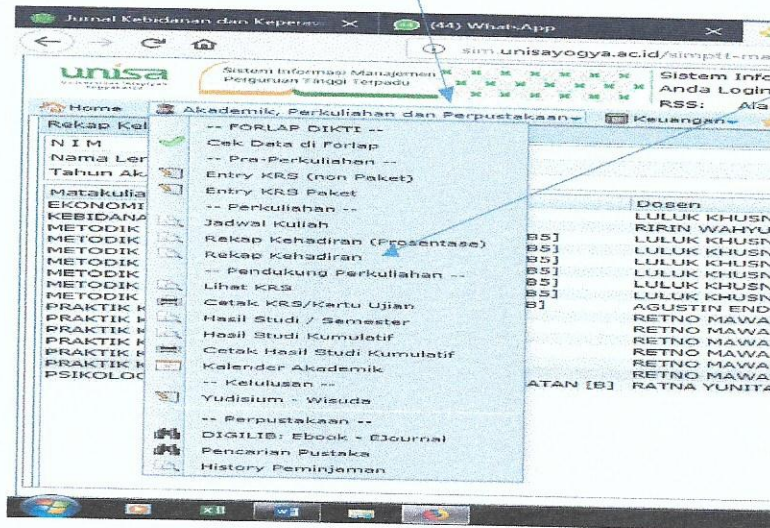 Jurnal Kebidanan dan Keperaw
(44) WhatsApp
sim.unisayogya.ac.id/simptt-ma
unisa
Sistem Informasi Manajemen
Perguruan Tinggi Terpadu
Sistem Info
Anda Login
RSS: Ala
Home
Akademik, Perkuliahan dan Perpustakaan
Keuangan
Rekap Keh
N I M
Nama Len
Tahun Ak
-- FORLAP DIKTI --
Cek Data di Forlap
-- Pra-Perkuliahan --
Entry KRS (non Paket)
Entry KRS Paket
-- Perkuliahan --
Jadwal Kuliah
Rekap Kehadiran (Prosentase)
Rekap Kehadiran
-- Pendukung Perkuliahan --
Lihat KRS
Cetak KRS/Kartu Ujian
Hasil Studi / Semester
Hasil Studi Kumulatif
Cetak Hasil Studi Kumulatif
Kalender Akademik
-- Kelulusan --
Yudisium - Wisuda
-- Perpustakaan --
DIGILIB: Ebook - EJournal
Pencarian Pustaka
History Peminjaman
Matakulia
EKONOMI
KEBIDANA
METODIK
METODIK
METODIK
METODIK
METODIK
METODIK
PRAKTIK K
PRAKTIK K
PRAKTIK K
PRAKTIK K
PRAKTIK K
PSIKOLOG
B5]
B5]
B5]
B5]
B5]
B]
ATAN [B]
Dosen
LULUK KHUSN
RIRIN WAHYU
LULUK KHUSN
LULUK KHUSN
LULUK KHUSN
LULUK KHUSN
LULUK KHUSN
AGUSTIN END
RETNO MAWA
RETNO MAWA
RETNO MAWA
RETNO MAWA
RETNO MAWA
RATNA YUNITA